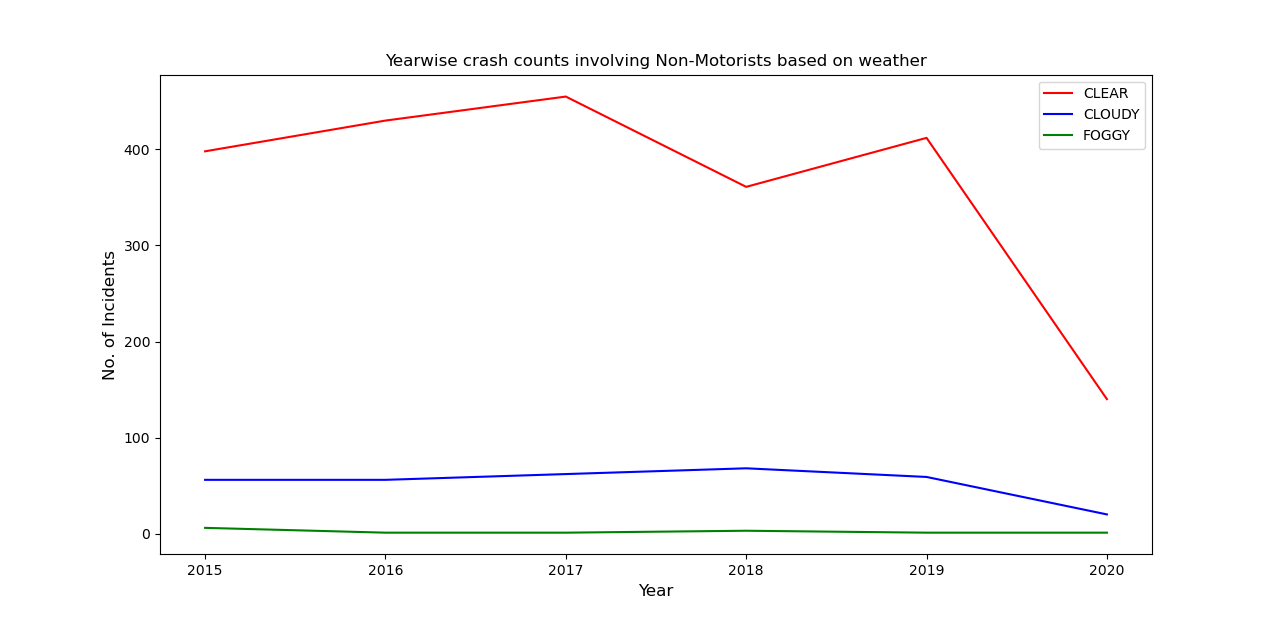 Yearwise crash counts involving Non-Motorists based on weather
CLEAR
CLOUDY
FOGGY
No. of Incidents
400
300
200
100
0
2015 2016 2017 2018 2019 2020
Year